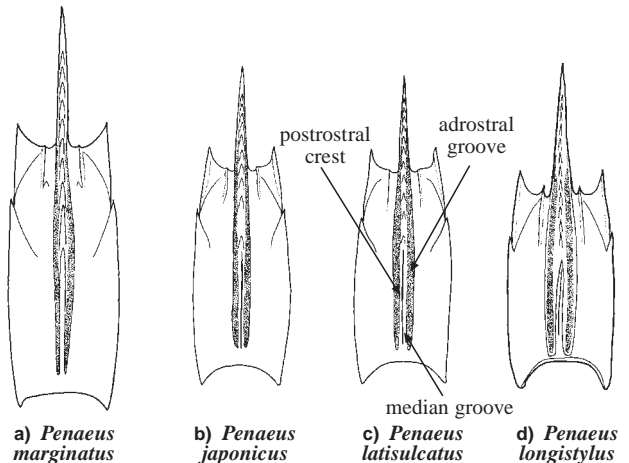 postrostral
crest
adrostral
groove
median groove
a) Penaeus
marginatus
b) Penaeus
japonicus
c) Penaeus
latisulcatus
d) Penaeus
longistylus